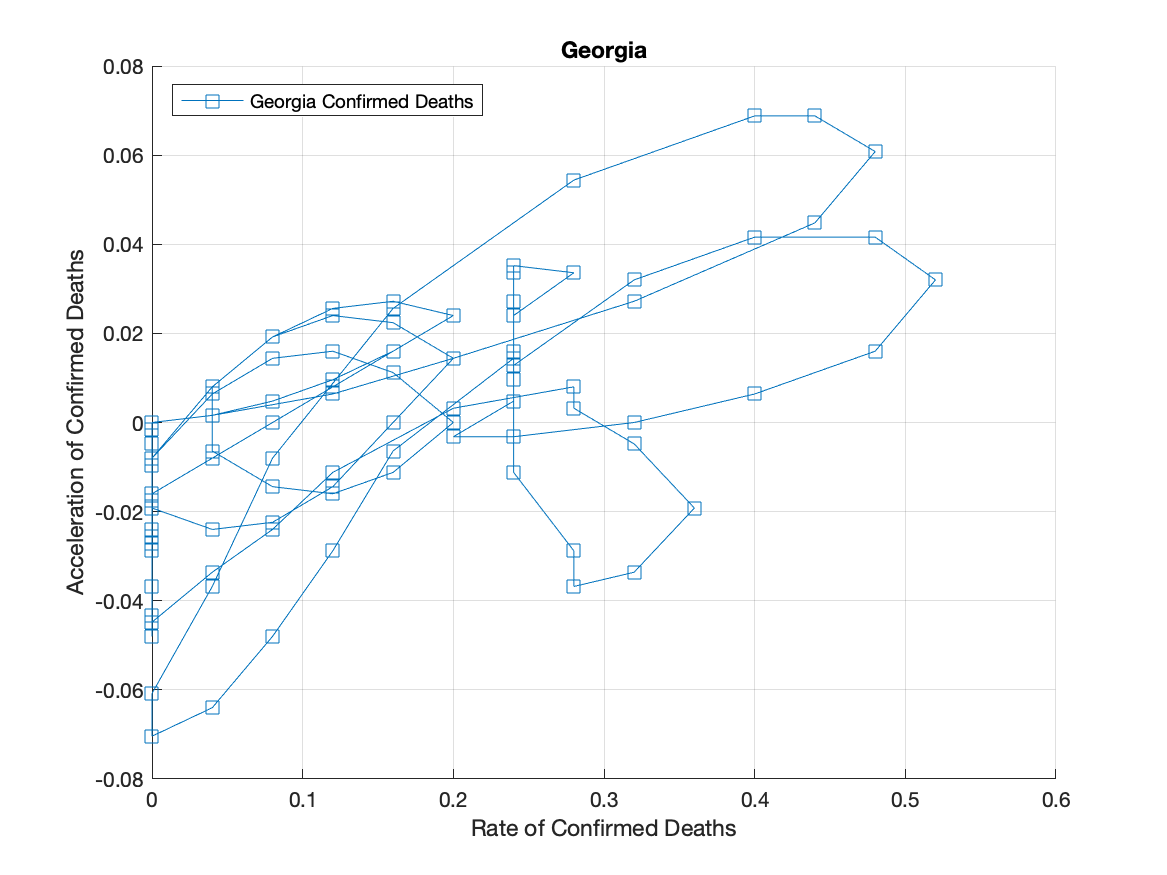 Georgia
0.08
Georgia Confirmed Deaths
0.06
0.04
0.02
0
-0.02
-0.04
-0.06
-0.08
Acceleration of Confirmed Deaths
0 0.1 0.2 0.3 0.4 0.5 0.6
Rate of Confirmed Deaths